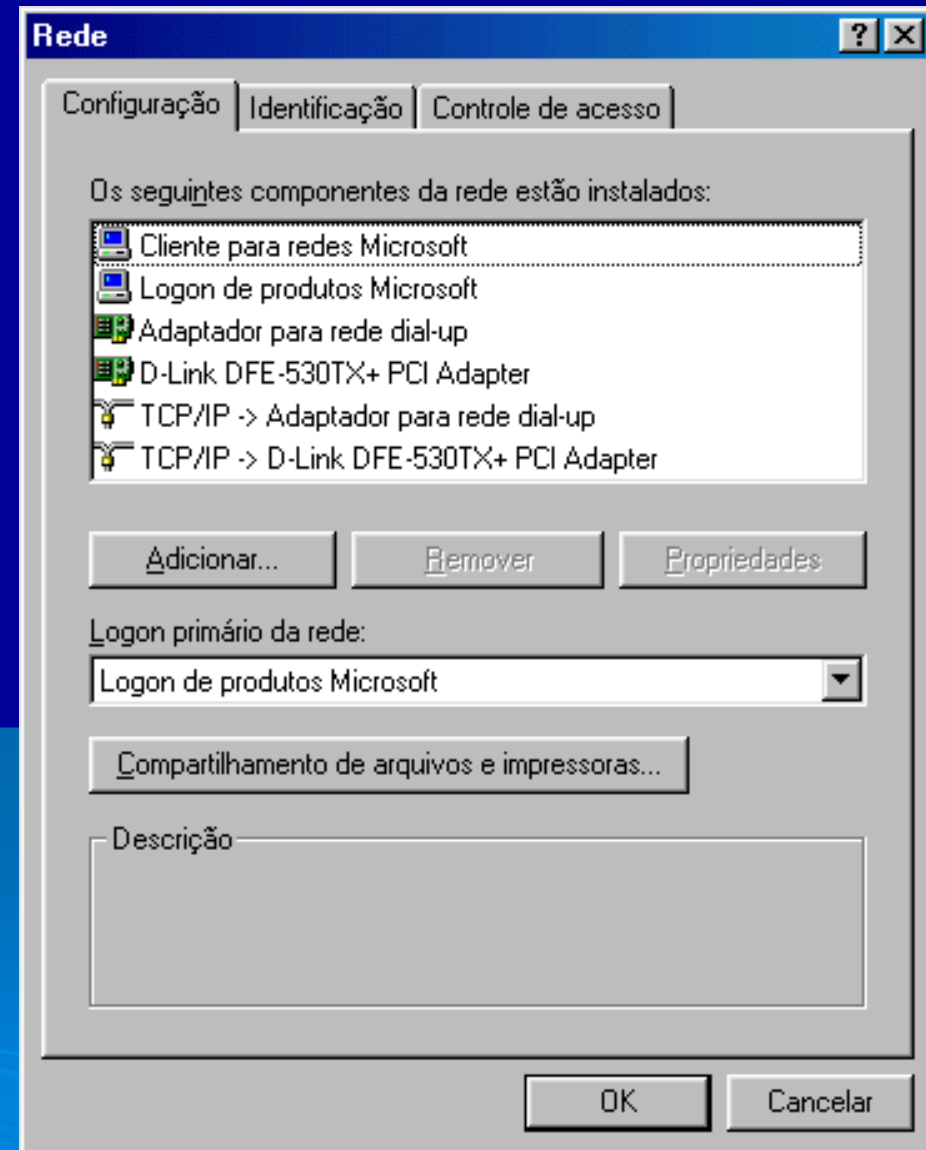 Rede
Configuração Identificação Controle de acesso
Os seguintes componentes da rede estão instalados:
Cliente para redes Microsoft
Logon de produtos Microsoft
Adaptador para rede dial-up
D-Link DFE-530TX+ PCI Adapter
TCP/IP -> Adaptador para rede dial-up
TCP/IP -> D-Link DFE-530TX+ PCI Adapter
Adicionar... Remover Propriedades
Logon primário da rede:
Logon de produtos Microsoft
Compartilhamento de arquivos e impressoras...
Descrição
OK Cancelar